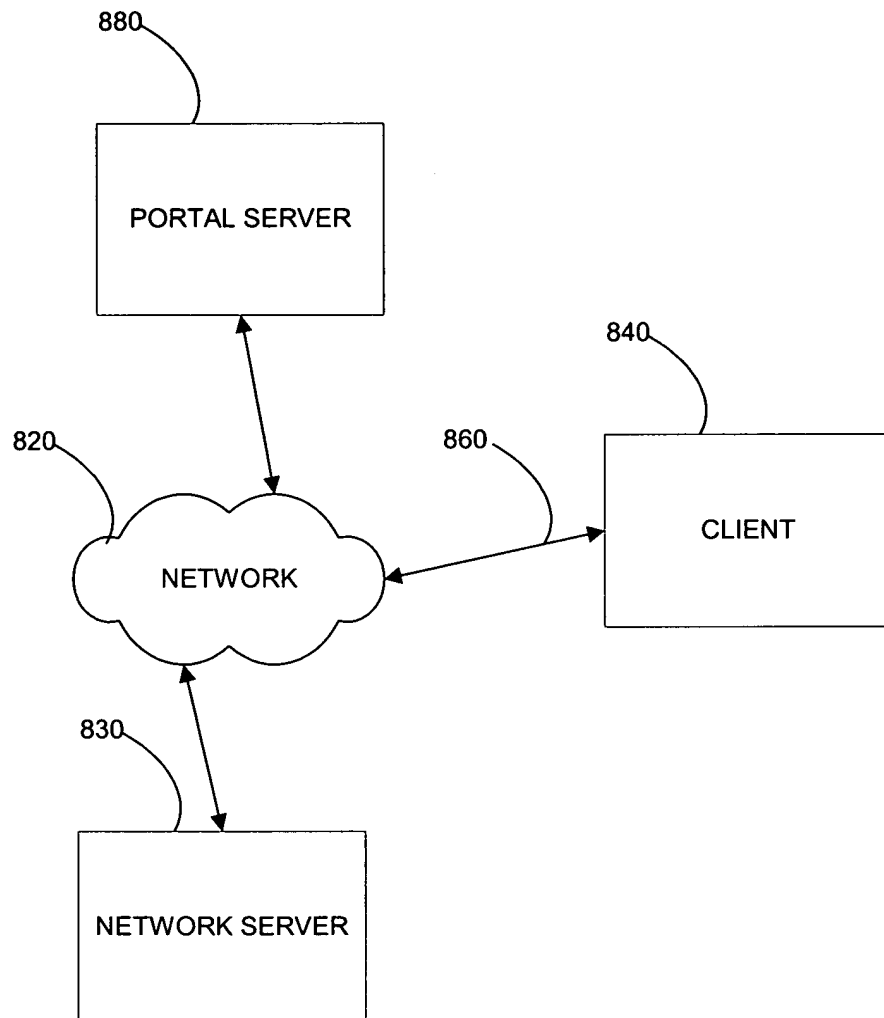 880
PORTAL SERVER
840
820
860
CLIENT
NETWORK
830
NETWORK SERVER